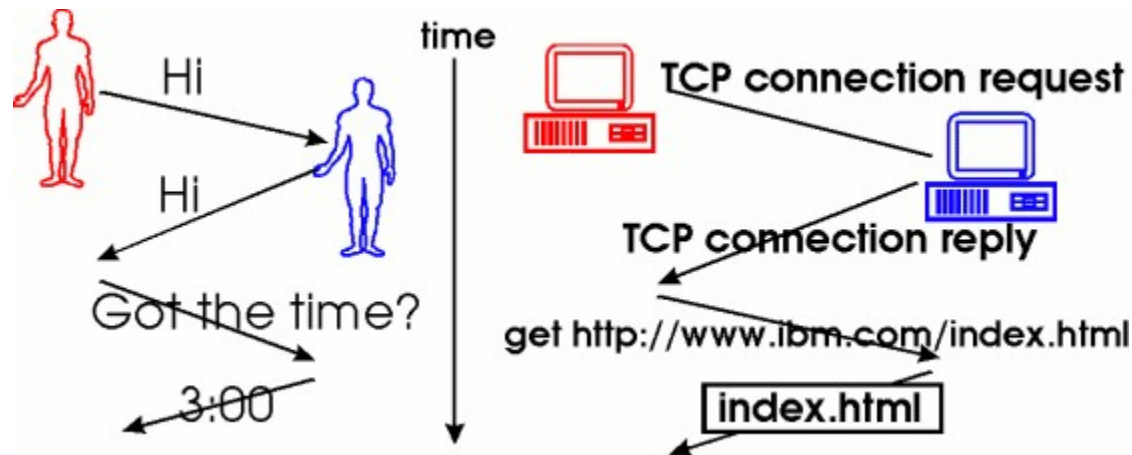 time
Hi
TCP connection request
Hi
TCP connection reply
Got the time?
get http://www.ibm.com/index.html
3:00
index.html